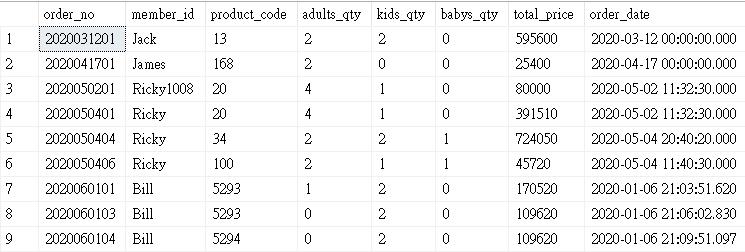 order_no member_id product_code adults_qty kids_qty babys_qty total_price order_date
1 2020031201 Jack 13 2 2 0 595600 2020-03-12 00:00:00.000
2 2020041701 James 168 2 0 0 25400 2020-04-17 00:00:00.000
3 2020050201 Ricky1008 20 4 1 0 80000 2020-05-02 11:32:30.000
4 2020050401 Ricky 20 4 1 0 391510 2020-05-02 11:32:30.000
5 2020050404 Ricky 34 2 2 1 724050 2020-05-04 20:40:20.000
6 2020050406 Ricky 100 2 1 1 45720 2020-05-04 11:40:30.000
7 2020060101 Bill 5293 1 2 0 170520 2020-01-06 21:03:51.620
8 2020060103 Bill 5293 0 2 0 109620 2020-01-06 21:06:02.830
9 2020060104 Bill 5294 0 2 0 109620 2020-01-06 21:09:51.097